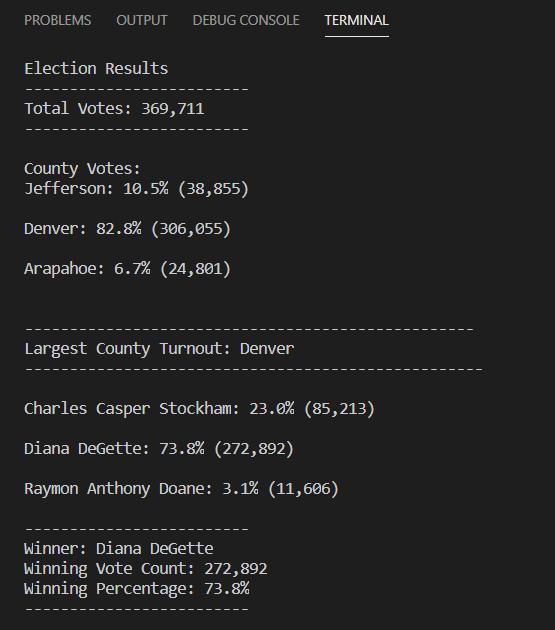 PROBLEMS OUTPUT DEBUG CONSOLE TERMINAL
Election Results
-------------------------
Total Votes: 369,711
-------------------------
County Votes:
Jefferson: 10.5% (38,855)
Denver: 82.8% (306,055)
Arapahoe: 6.7% (24,801)
--------------------------------------------------
Largest County Turnout: Denver
---------------------------------------------------
Charles Casper Stockham: 23.0% (85,213)
Diana DeGette: 73.8% (272,892)
Raymon Anthony Doane: 3.1% (11,606)
-------------------------
Winner: Diana DeGette
Winning Vote Count: 272,892
Winning Percentage: 73.8%
-------------------------